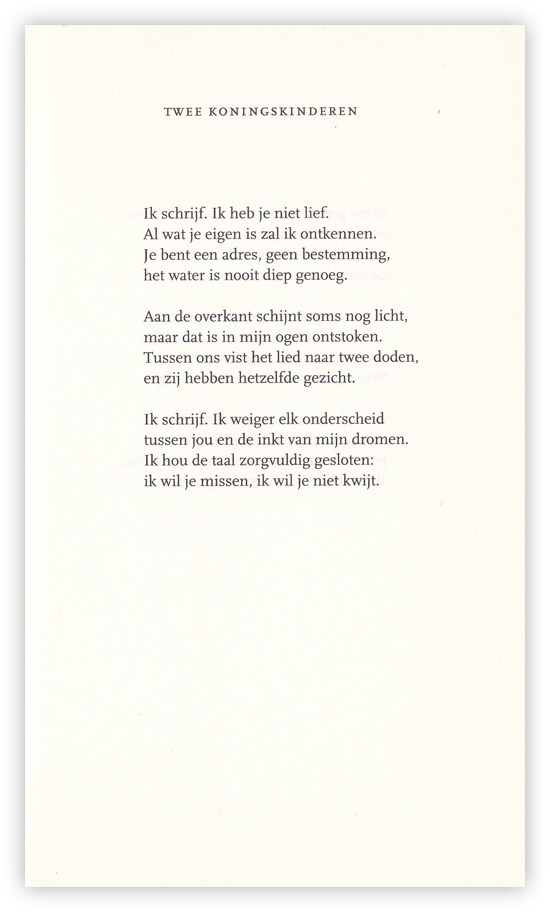 TWEE KONINGSKINDEREN
Ik schrijf. Ik heb je niet lief.
Al wat je eigen is zal ik ontkennen.
Je bent een adres, geen bestemming,
het water is nooit diep genoeg.
Aan de overkant schijnt soms nog licht,
maar dat is in mijn ogen ontstoken.
Tussen ons vist het lied naar twee doden,
en zij hebben hetzelfde gezicht.
Ik schrijf. Ik weiger elk onderscheid
tussen jou en de inkt van mijn dromen.
Ik hou de taal zorgvuldig gesloten:
ik wil je missen, ik wil je niet kwijt.